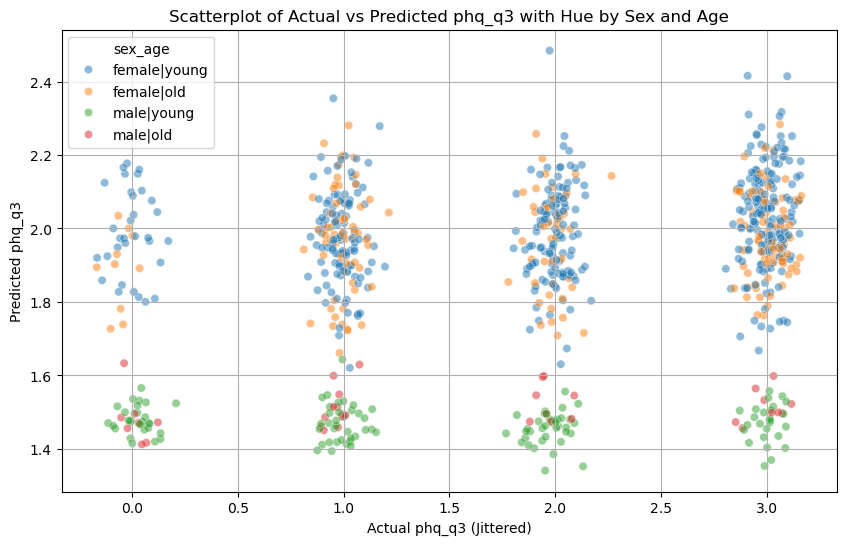 Scatterplot of Actual vs Predicted phq_q3 with Hue by Sex and Age
sex_age
female|young
female|old
male|young
male|old
2.4
2.2
2.0
1.8
1.6
1.4
Predicted phq_q3
0.0
0.5
1.0
1.5
2.0
2.5
3.0
Actual phq_q3 (Jittered)